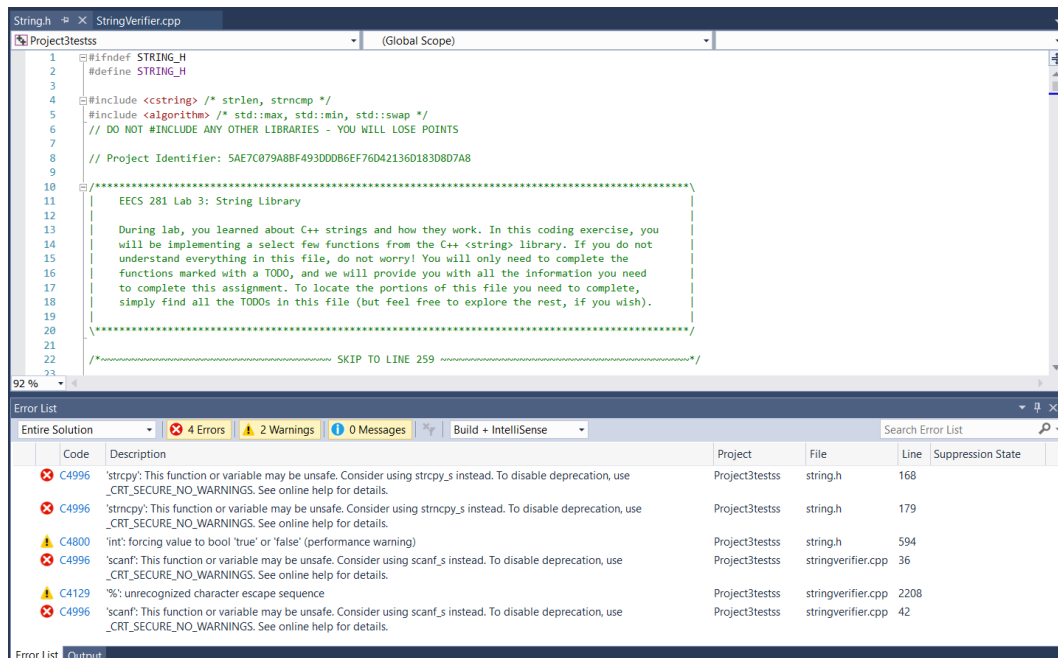 String.h StringVerifier.cpp
Project3testss (Global Scope)
1 #ifndef STRING_H
2 #define STRING_H
3
4 #include <cstring> /* strlen, strncmp */
5 #include <algorithm> /* std::max, std::min, std::swap */
6 // DO NOT #INCLUDE ANY OTHER LIBRARIES - YOU WILL LOSE POINTS
7
8 // Project Identifier: 5AE7C079A8BF493DDDB6EF76D42136D183D8D7A8
9
10 /***************************************************************************************************\
11 | EECS 281 Lab 3: String Library |
12 | |
13 | During lab, you learned about C++ strings and how they work. In this coding exercise, you |
14 | will be implementing a select few functions from the C++ <string> library. If you do not |
15 | understand everything in this file, do not worry! You will only need to complete the |
16 | functions marked with a TODO, and we will provide you with all the information you need |
17 | to complete this assignment. To locate the portions of this file you need to complete, |
18 | simply find all the TODOs in this file (but feel free to explore the rest, if you wish). |
19 | |
20 \***************************************************************************************************/
21
22 /*~~~~~~~~~~~~~~~~~~~~~~~~~~~~~~~~~~~~~~ SKIP TO LINE 259 ~~~~~~~~~~~~~~~~~~~~~~~~~~~~~~~~~~~~~~~~~*/
23
92 %
Error List
Entire Solution 4 Errors 2 Warnings 0 Messages Build + IntelliSense Search Error List
Code Description Project File Line Suppression State
C4996 'strcpy': This function or variable may be unsafe. Consider using strcpy_s instead. To disable deprecation, use Project3testss string.h 168
_CRT_SECURE_NO_WARNINGS. See online help for details.
C4996 'strncpy': This function or variable may be unsafe. Consider using strncpy_s instead. To disable deprecation, use Project3testss string.h 179
_CRT_SECURE_NO_WARNINGS. See online help for details.
C4800 'int': forcing value to bool 'true' or 'false' (performance warning) Project3testss string.h 594
C4996 'scanf': This function or variable may be unsafe. Consider using scanf_s instead. To disable deprecation, use Project3testss stringverifier.cpp 36
_CRT_SECURE_NO_WARNINGS. See online help for details.
C4129 '%': unrecognized character escape sequence Project3testss stringverifier.cpp 2208
C4996 'scanf': This function or variable may be unsafe. Consider using scanf_s instead. To disable deprecation, use Project3testss stringverifier.cpp 42
_CRT_SECURE_NO_WARNINGS. See online help for details.
Error List Output